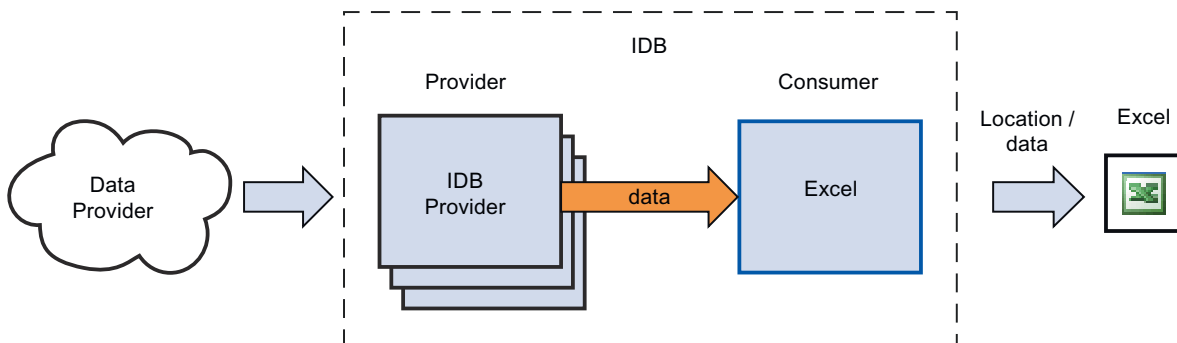 IDB
Provider
Consumer
Location /
data
Excel
Data
Provider
IDB
Provider
data
Excel